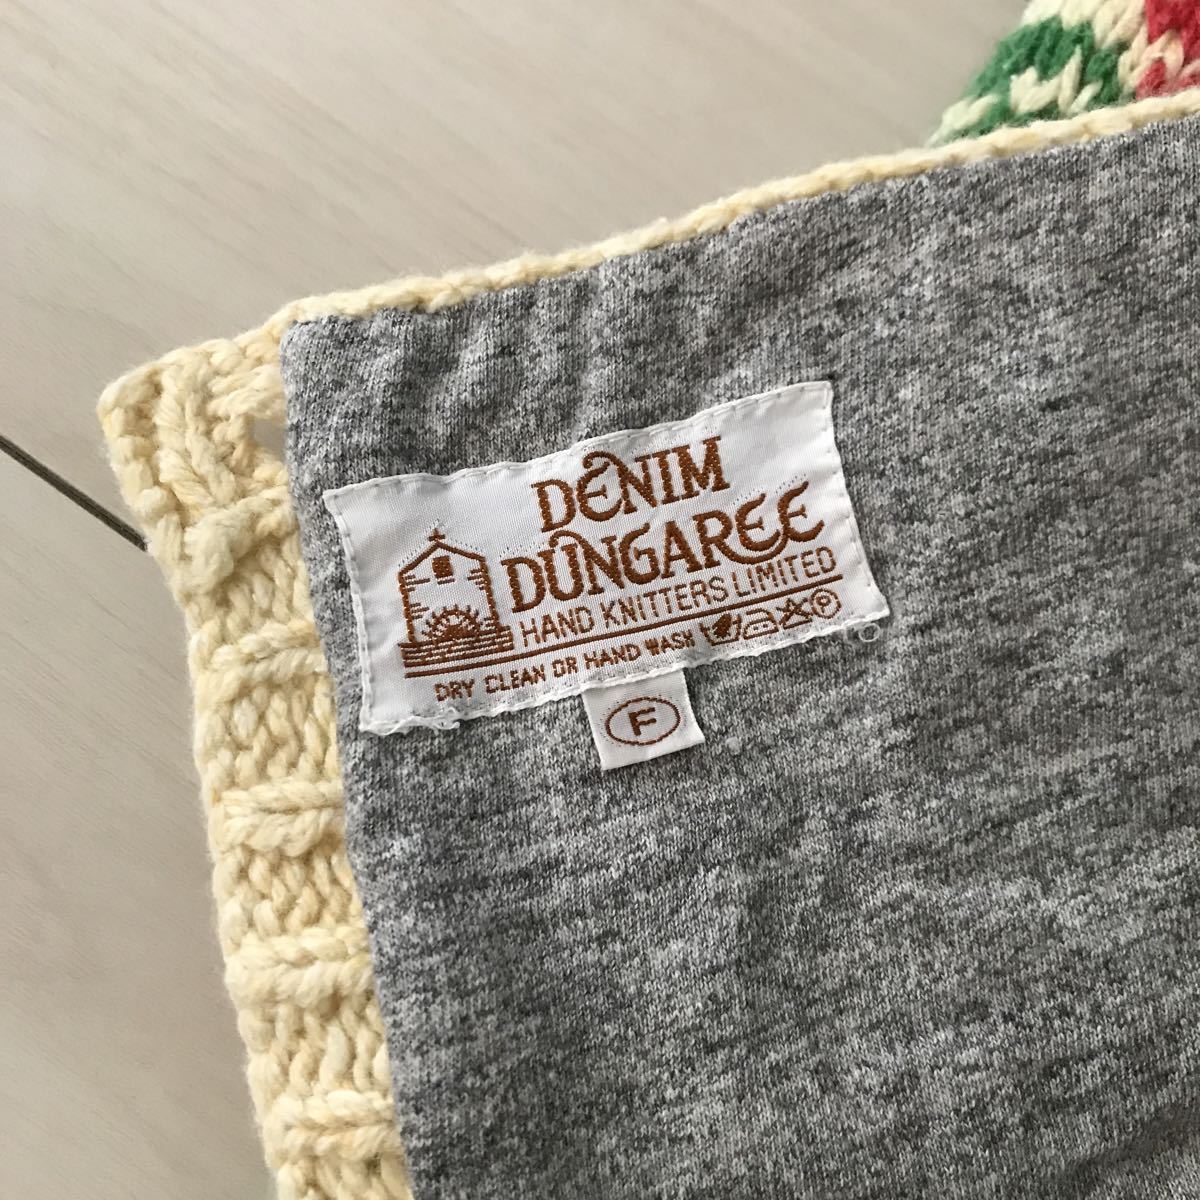 DENIM
DUNGAREE
HAND KNITTERS LIMITED
DRY CLEAN OR HAND WASH P
F